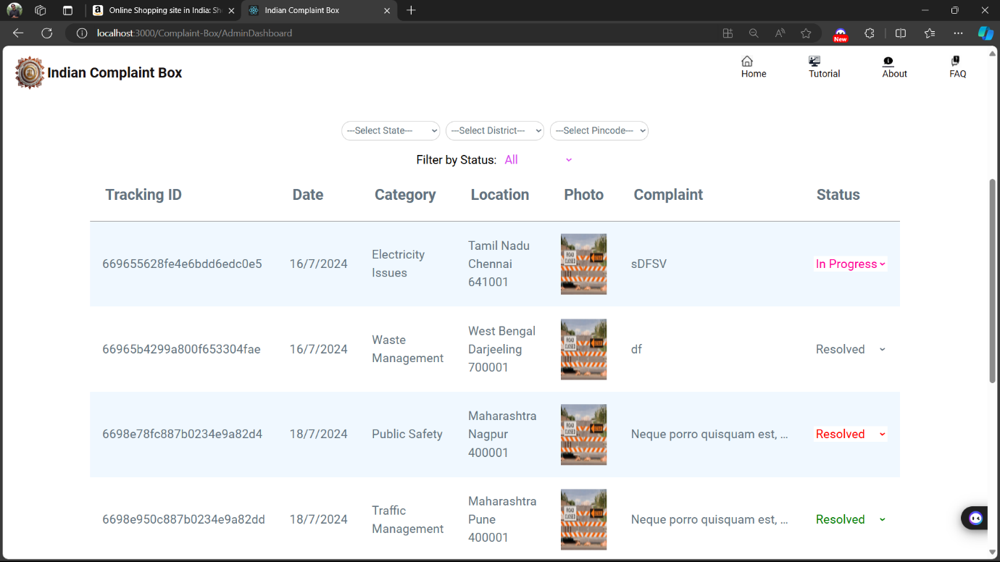 Online Shopping site in India: Sh
Indian Complaint Box
localhost:3000/Complaint-Box/AdminDashboard
New
Indian Complaint Box
Home
Tutorial
About
FAQ
---Select State---
---Select District---
---Select Pincode---
Filter by Status: All
Tracking ID
Date
Category
Location
Photo
Complaint
Status
669655628fe4e6bdd6edc0e5
16/7/2024
Electricity
Issues
Tamil Nadu
Chennai
641001
ROAD
CLOSED
sDFSV
In Progress
66965b4299a800f653304fae
16/7/2024
Waste
Management
West Bengal
Darjeeling
700001
ROAD
CLOSED
df
Resolved
6698e78fc887b0234e9a82d4
18/7/2024
Public Safety
Maharashtra
Nagpur
400001
ROAD
CLOSED
Neque porro quisquam est, ...
Resolved
6698e950c887b0234e9a82dd
18/7/2024
Traffic
Management
Maharashtra
Pune
400001
ROAD
CLOSED
Neque porro quisquam est, ...
Resolved